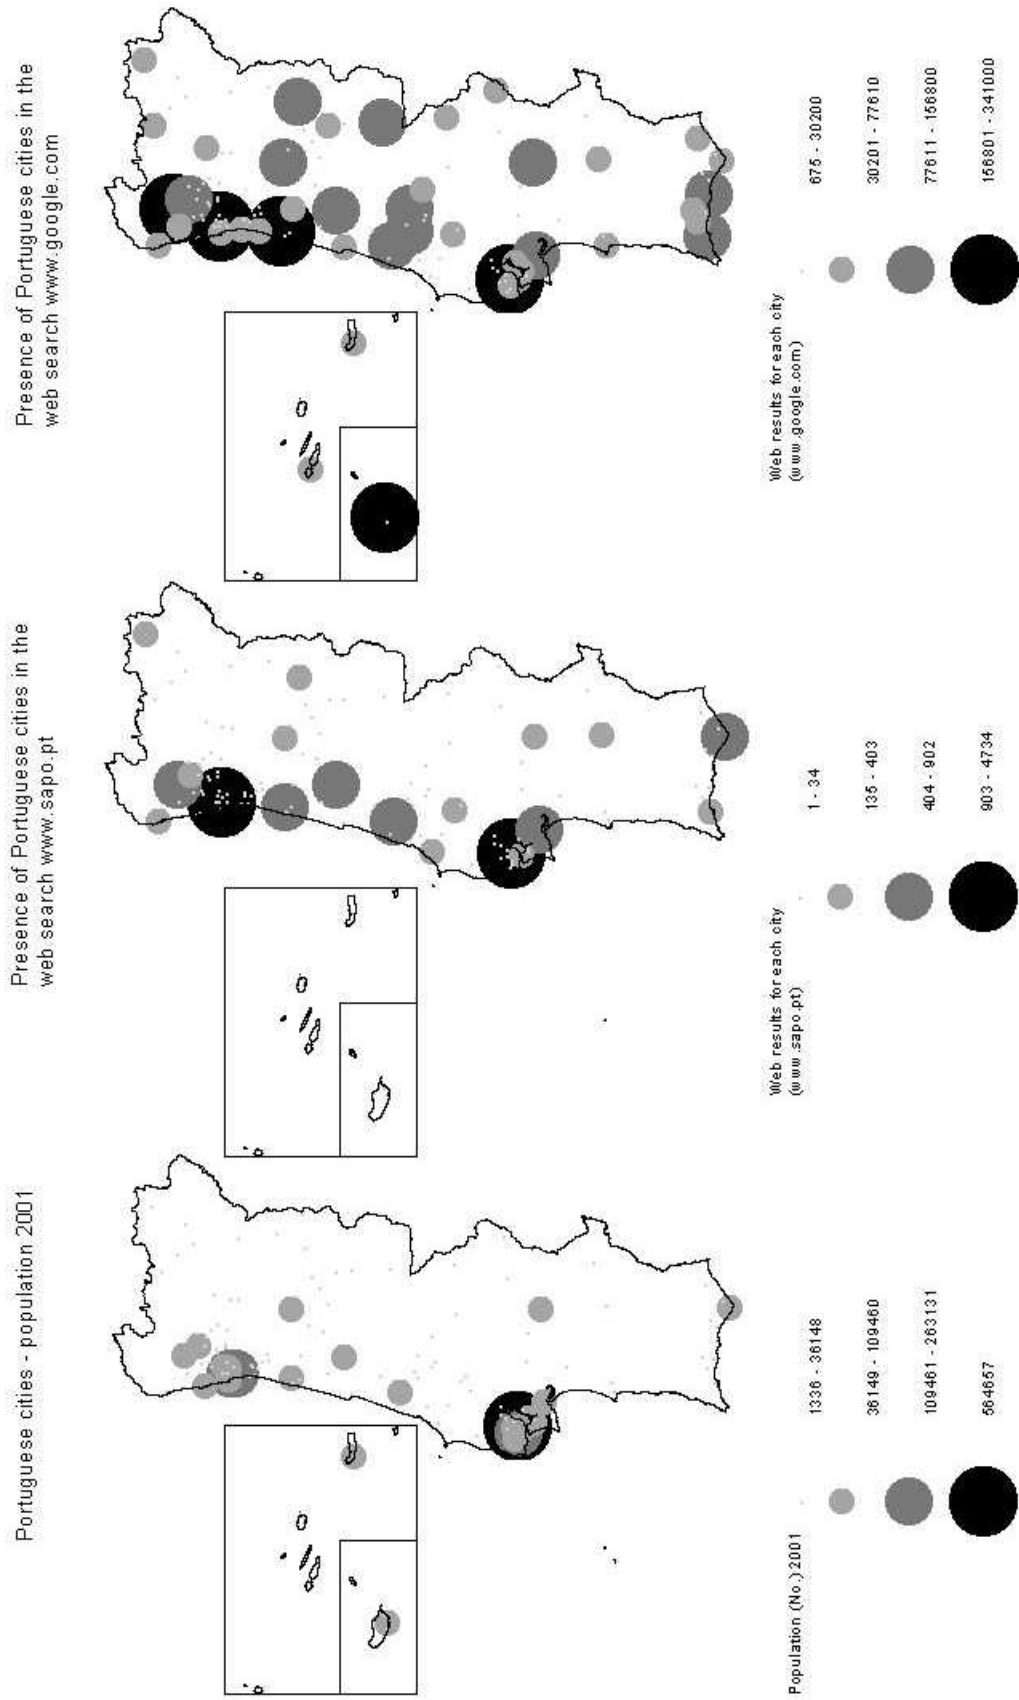 Portuguese cities - population 2001
Population (No.) 2001
1336 - 36148
36149 - 109460
109461 - 263131
564657
Presence of Portuguese cities in the
web search www.sapo.pt
Web results for each city
(www.sapo.pt)
1 - 34
135 - 403
404 - 902
903 - 4734
Presence of Portuguese cities in the
web search www.google.com
Web results for each city
(www.google.com)
675 - 30200
30201 - 77610
77611 - 156800
156801 - 341000